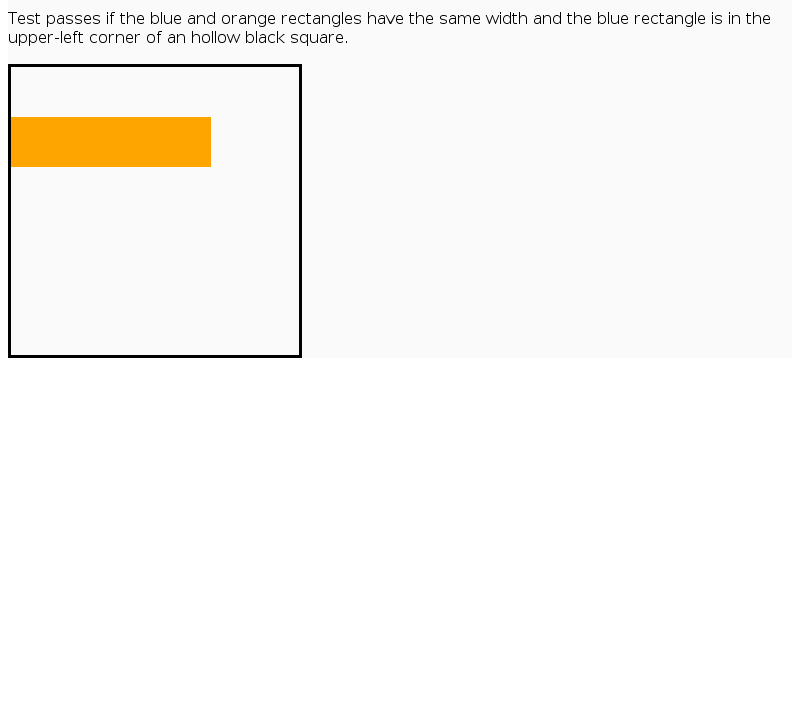 Test passes if the blue and orange rectangles have the same width and the blue rectangle is in the
upper-left corner of an hollow black square.